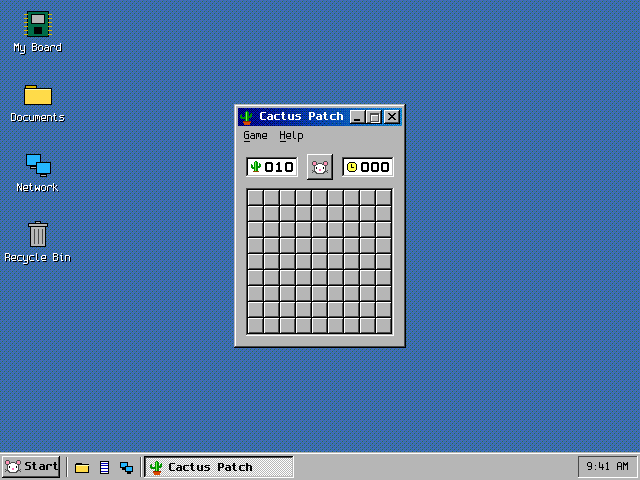 My Board
Documents
Network
Recycle Bin
Cactus Patch
Game Help
010 000
Start
Cactus Patch
9:41 AM